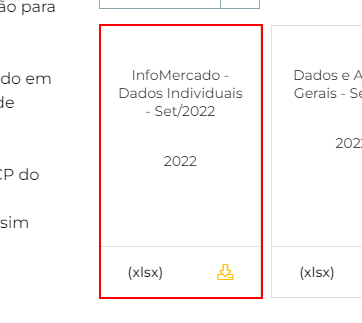 ão para
do em
de
CP do
sim
InfoMercado -
Dados Individuais
- Set/2022
2022
(xlsx)
Dados e A
Gerais - Se
202
(xlsx)